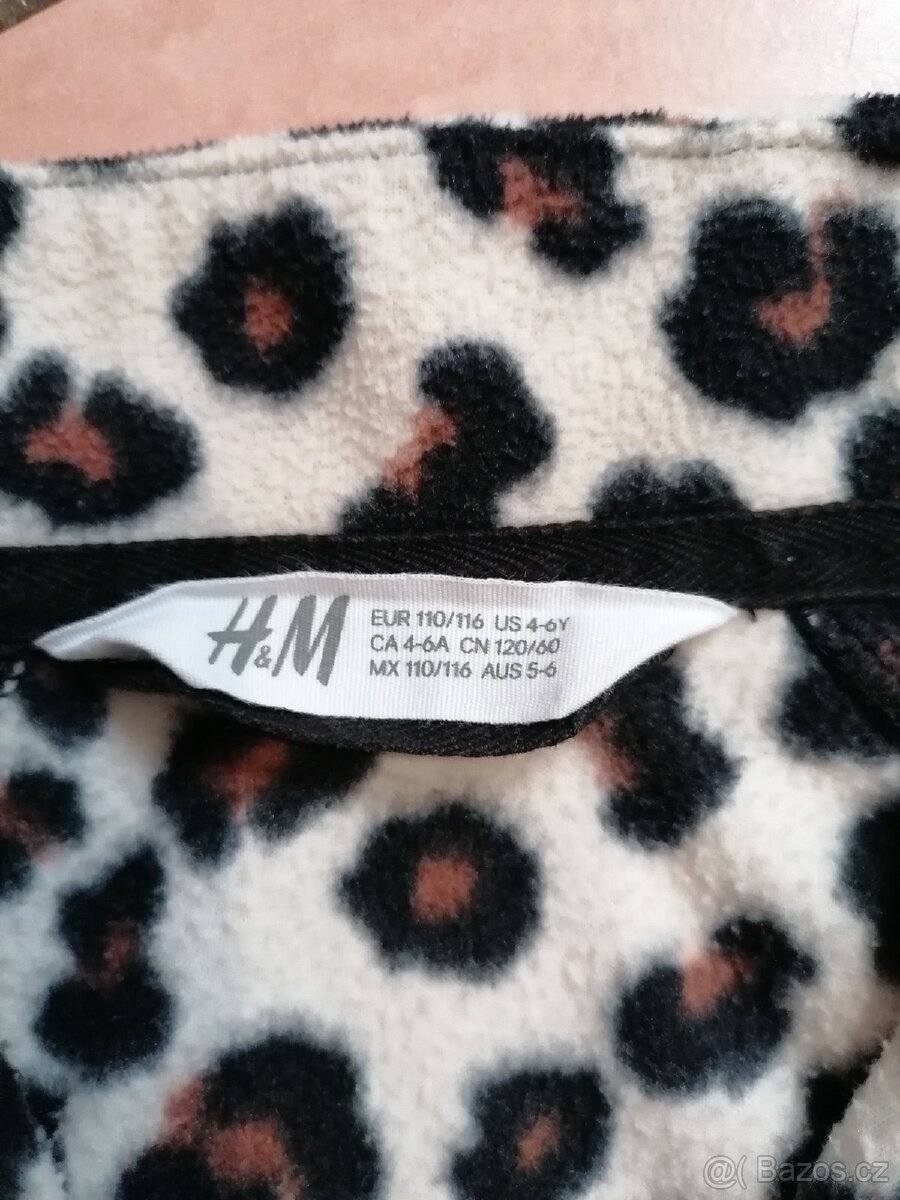 H&M
EUR 110/116 US 4-6Y
CA 4-6A CN 120/60
MX 110/116 AUS 5-6
@( Bazos.cz